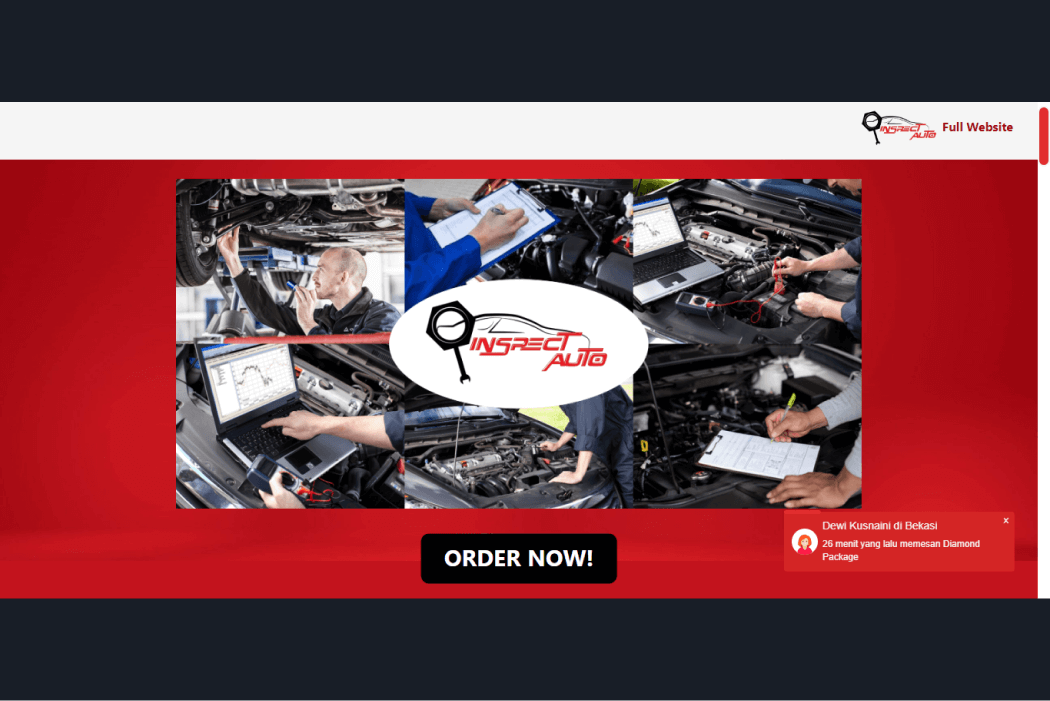 INSPECT
AUTO
Full Website
INSPECT
AUTO
ORDER NOW!
Dewi Kusnaini di Bekasi
x
26 menit yang lalu memesan Diamond
Package